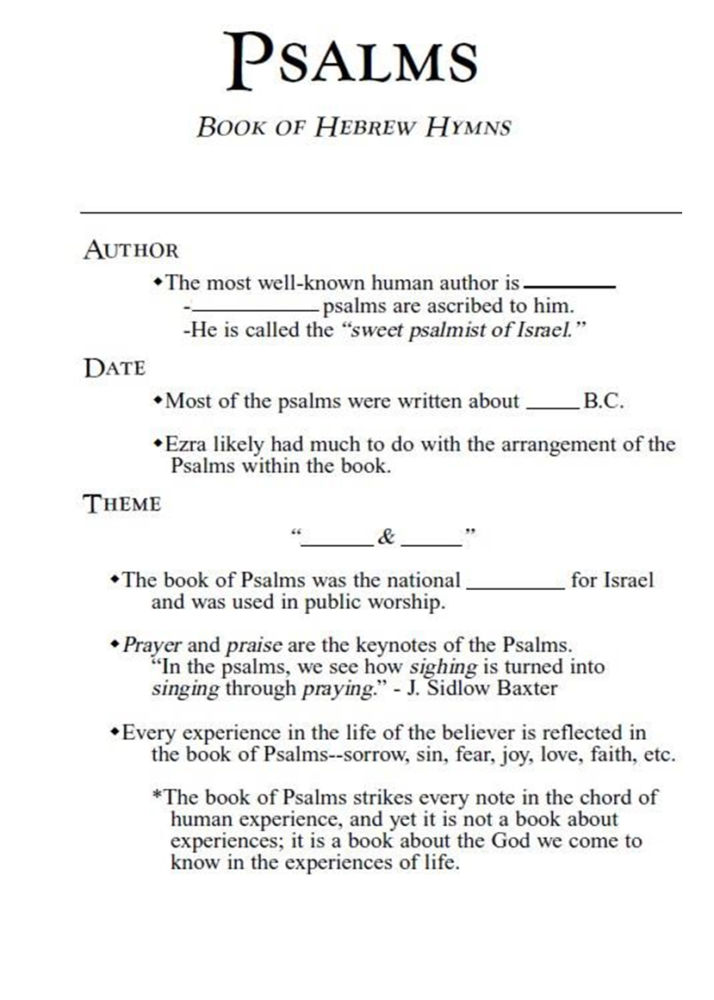 PSALMS
BOOK OF HEBREW HYMNS
AUTHOR
◆The most well-known human author is ________
-___________ psalms are ascribed to him.
-He is called the “sweet psalmist of Israel.”
DATE
◆Most of the psalms were written about _____ B.C.
◆Ezra likely had much to do with the arrangement of the
Psalms within the book.
THEME
“_______ & ______”
◆The book of Psalms was the national _________ for Israel
and was used in public worship.
◆Prayer and praise are the keynotes of the Psalms.
“In the psalms, we see how sighing is turned into
singing through praying.” - J. Sidlow Baxter
◆Every experience in the life of the believer is reflected in
the book of Psalms--sorrow, sin, fear, joy, love, faith, etc.
*The book of Psalms strikes every note in the chord of
human experience, and yet it is not a book about
experiences; it is a book about the God we come to
know in the experiences of life.